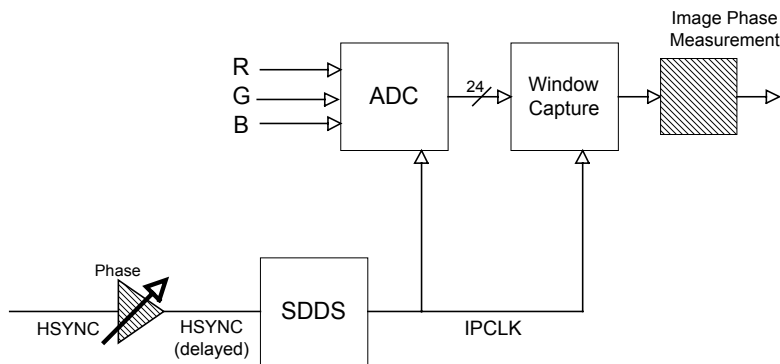 Image Phase
Measurement
R
G
B
ADC
24
Window
Capture
Phase
HSYNC
HSYNC
(delayed)
SDDS
IPCLK